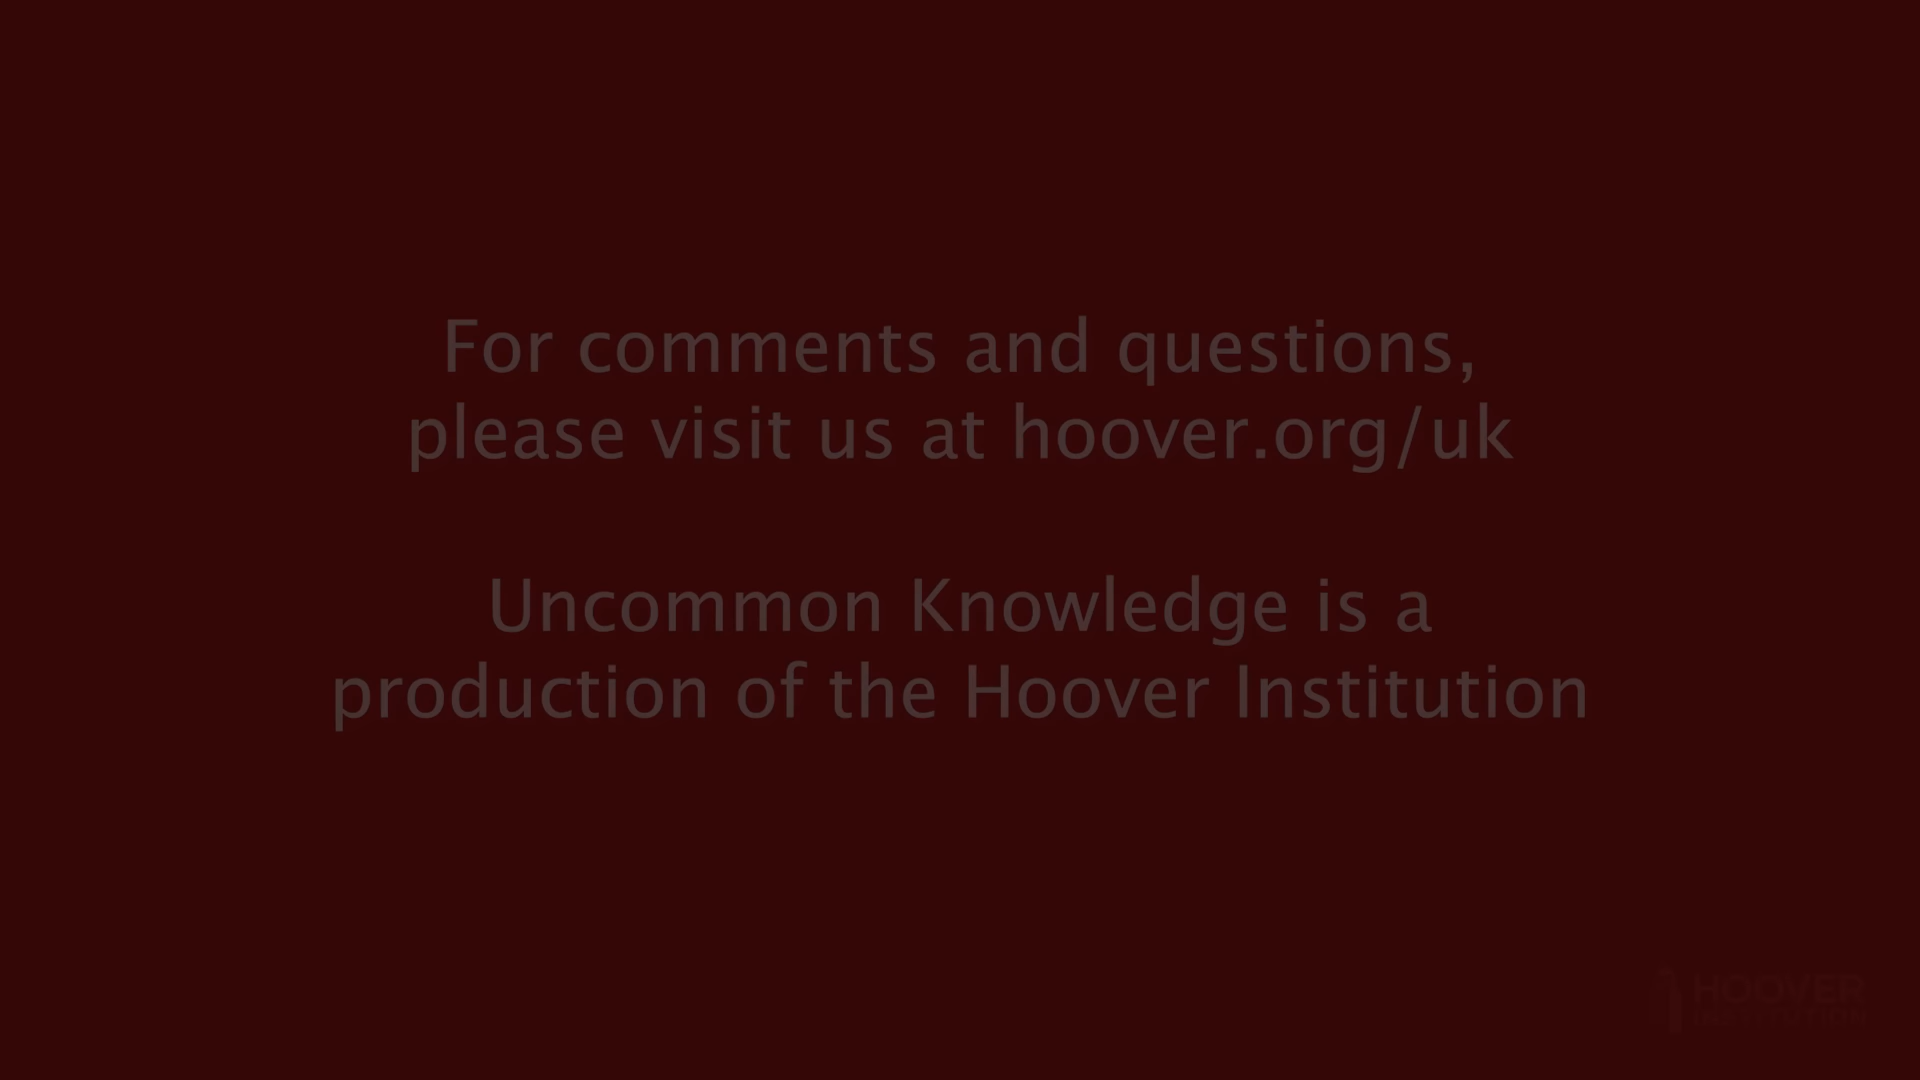 For comments and questions,
please visit us at hoover.org/uk
Uncommon Knowledge is a
production of the Hoover Institution
HOOVER
INSTITUTION